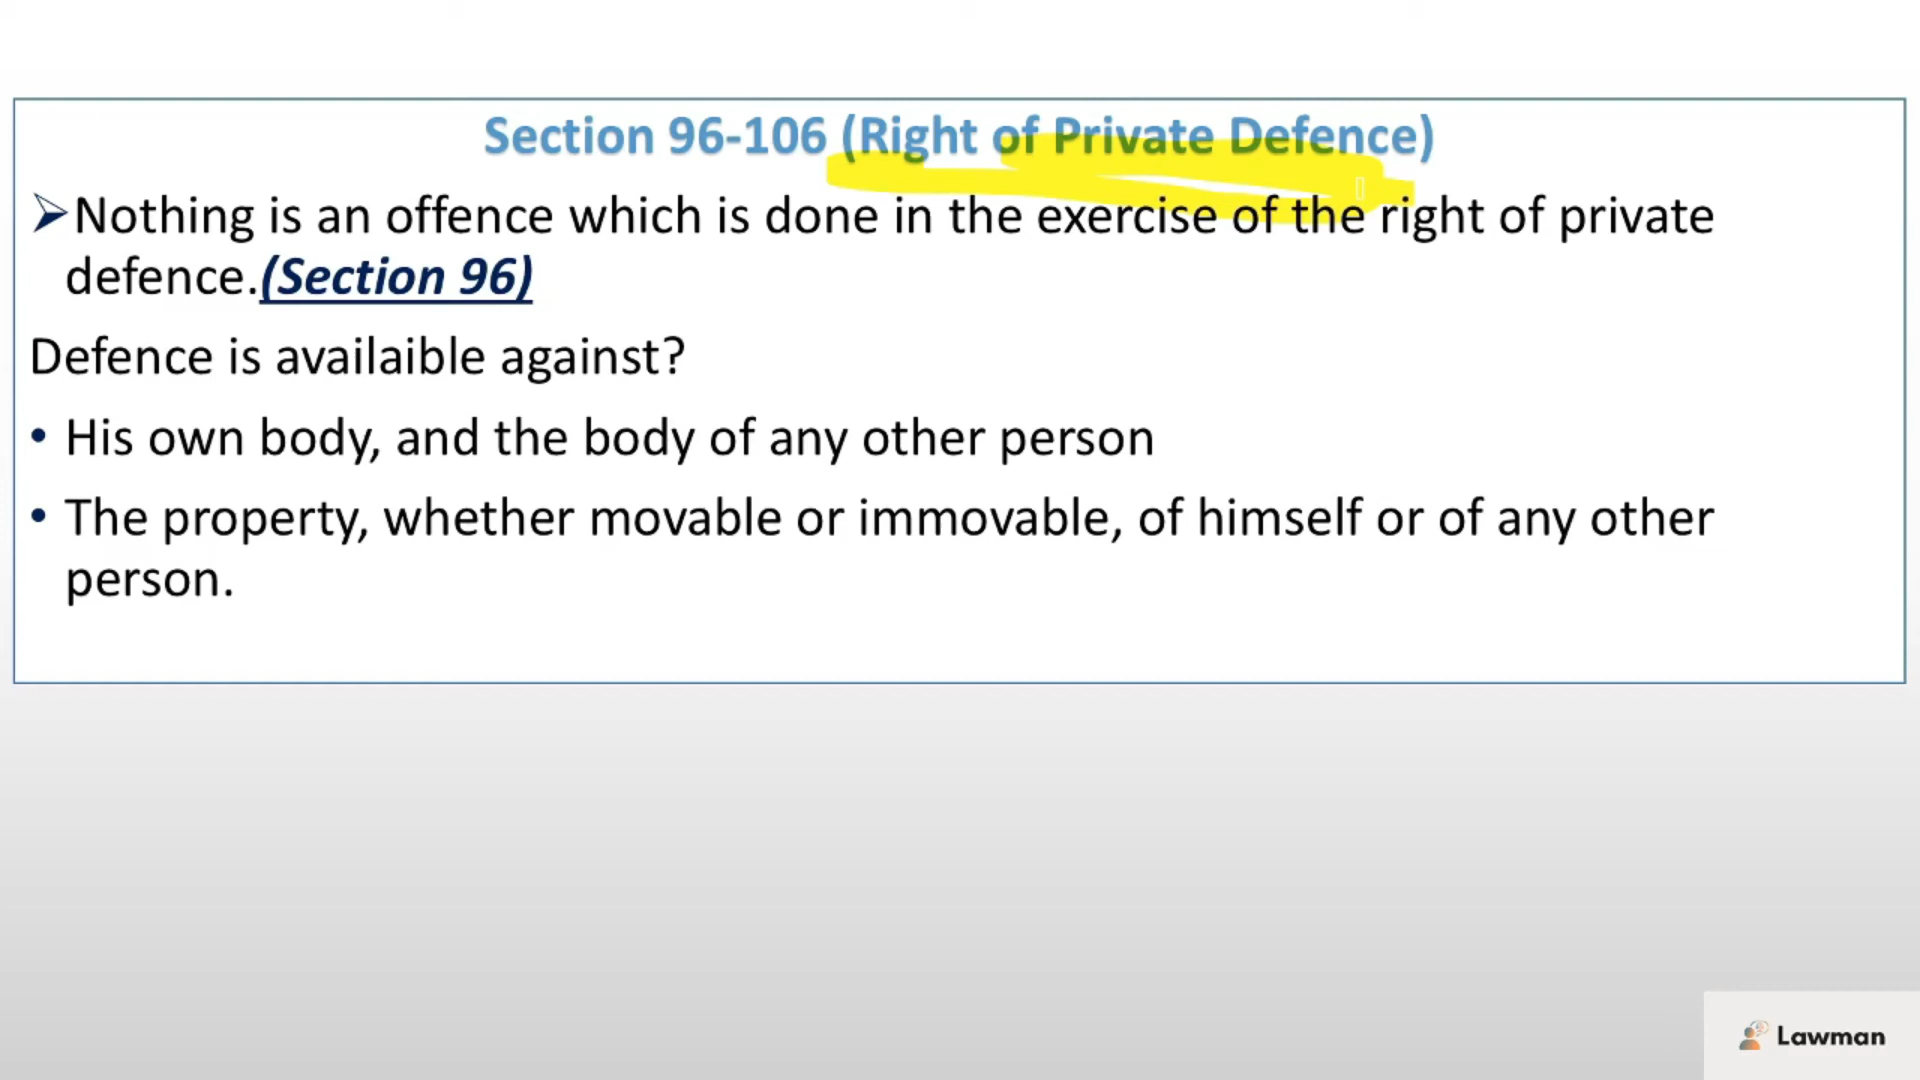 Section 96-106 (Right of Private Defence)
➢Nothing is an offence which is done in the exercise of the right of private
defence.(Section 96)
Defence is availaible against?
• His own body, and the body of any other person
• The property, whether movable or immovable, of himself or of any other
person.
Lawman